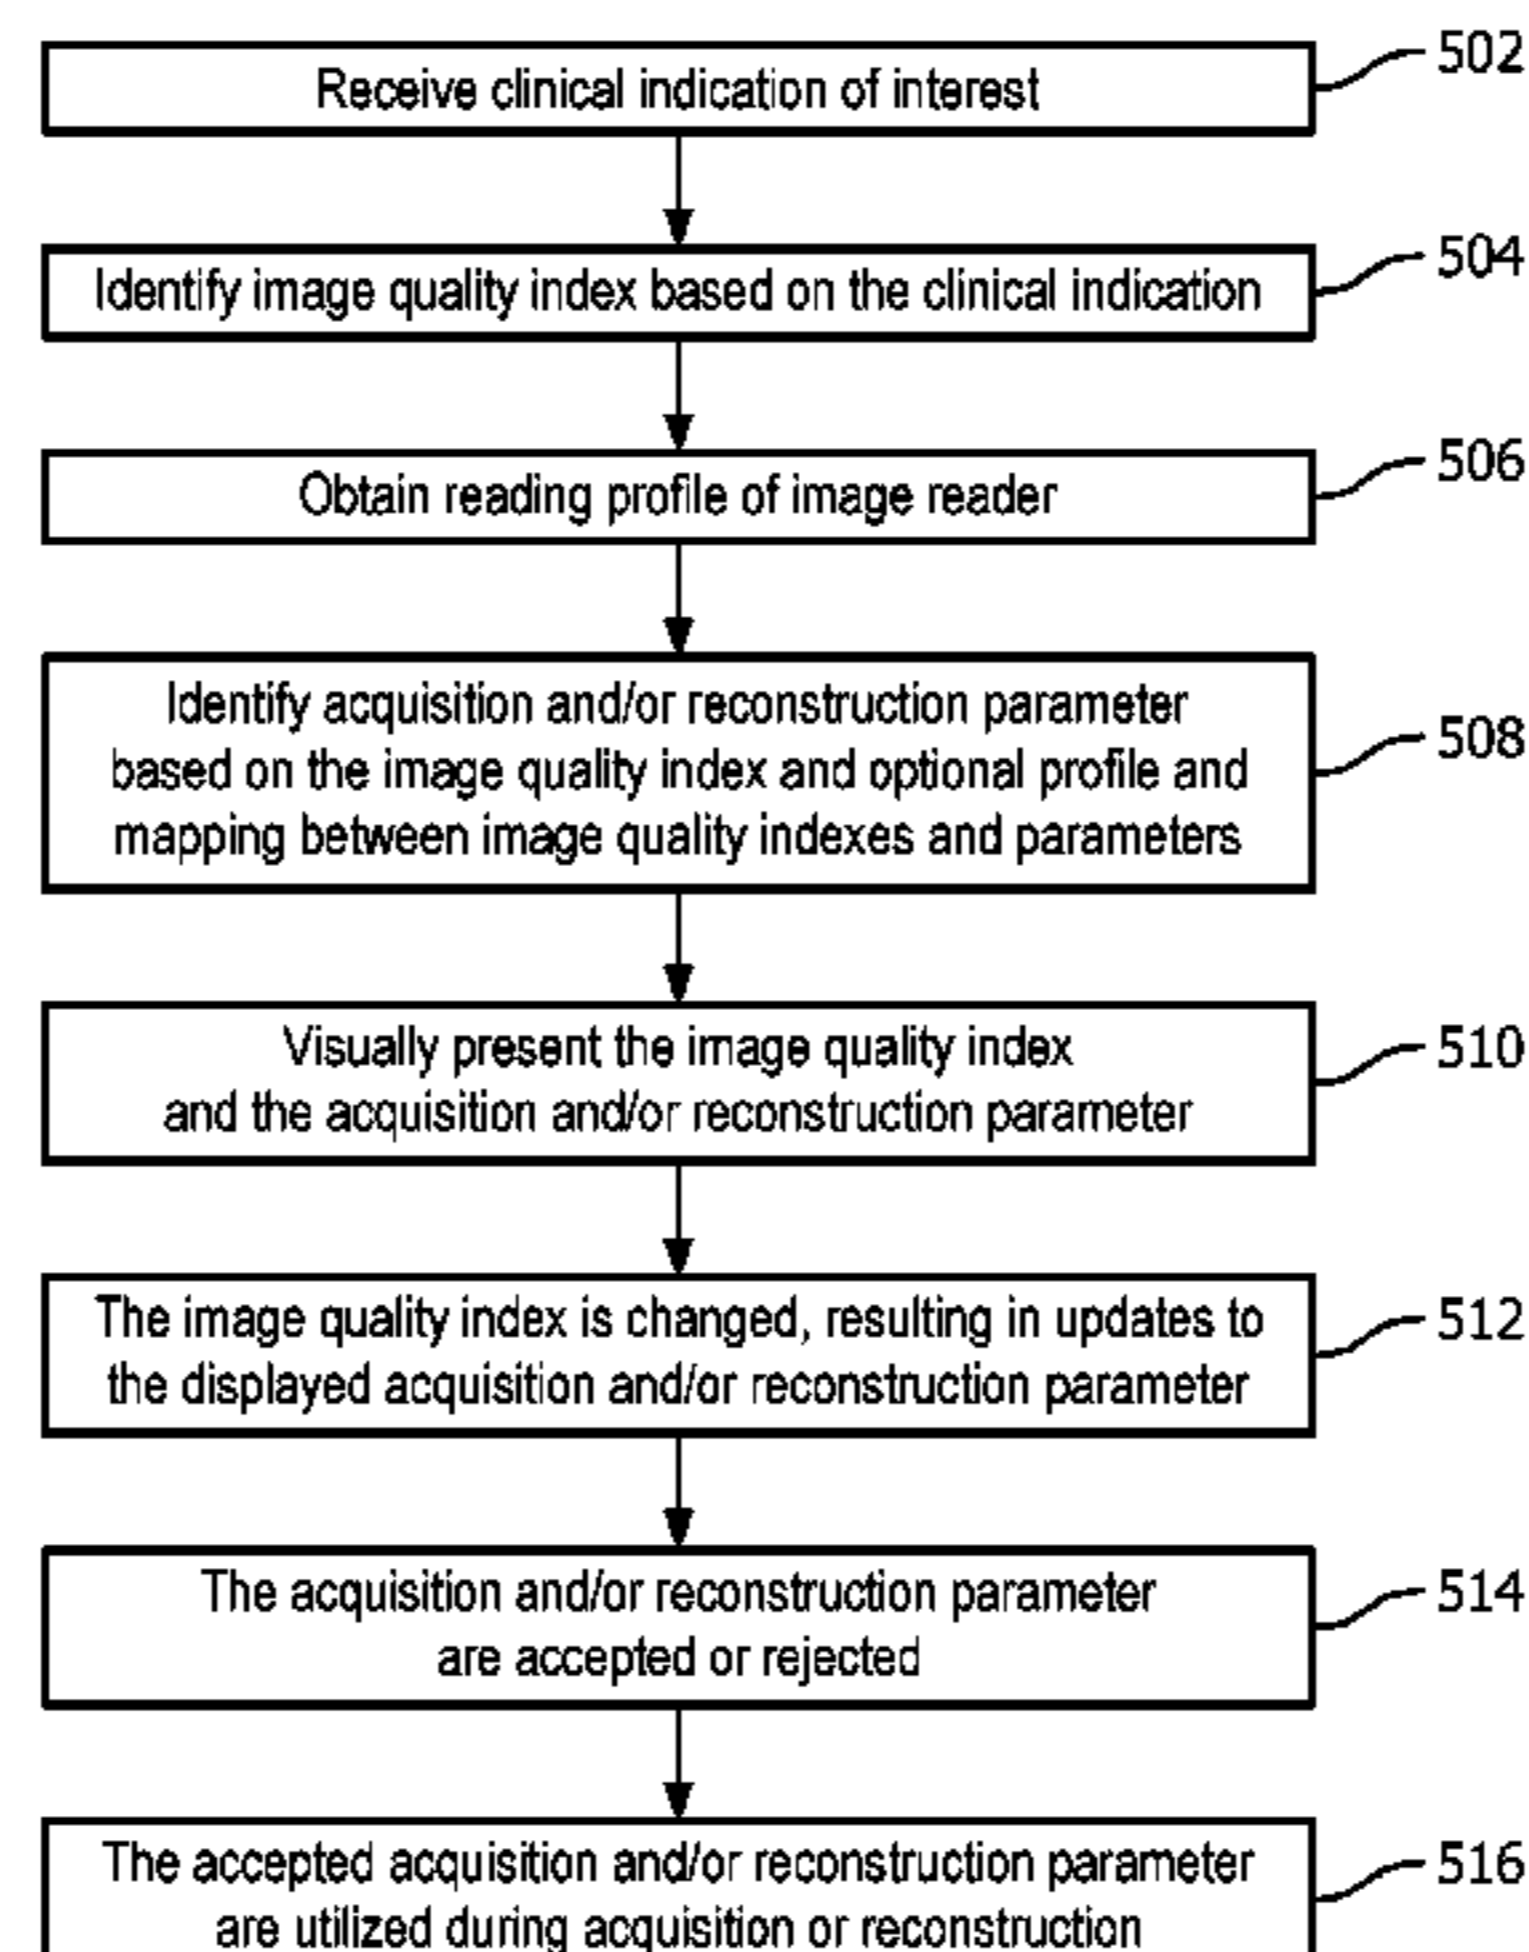 Receive clinical indication of interest
502
Identify image quality index based on the clinical indication
504
Obtain reading profile of image reader
506
Identify acquisition and/or reconstruction parameter
based on the image quality index and optional profile and
mapping between image quality indexes and parameters
508
Visually present the image quality index
and the acquisition and/or reconstruction parameter
510
The image quality index is changed, resulting in updates to
the displayed acquisition and/or reconstruction parameter
512
The acquisition and/or reconstruction parameter
are accepted or rejected
514
The accepted acquisition and/or reconstruction parameter
are utilized during acquisition or reconstruction
516